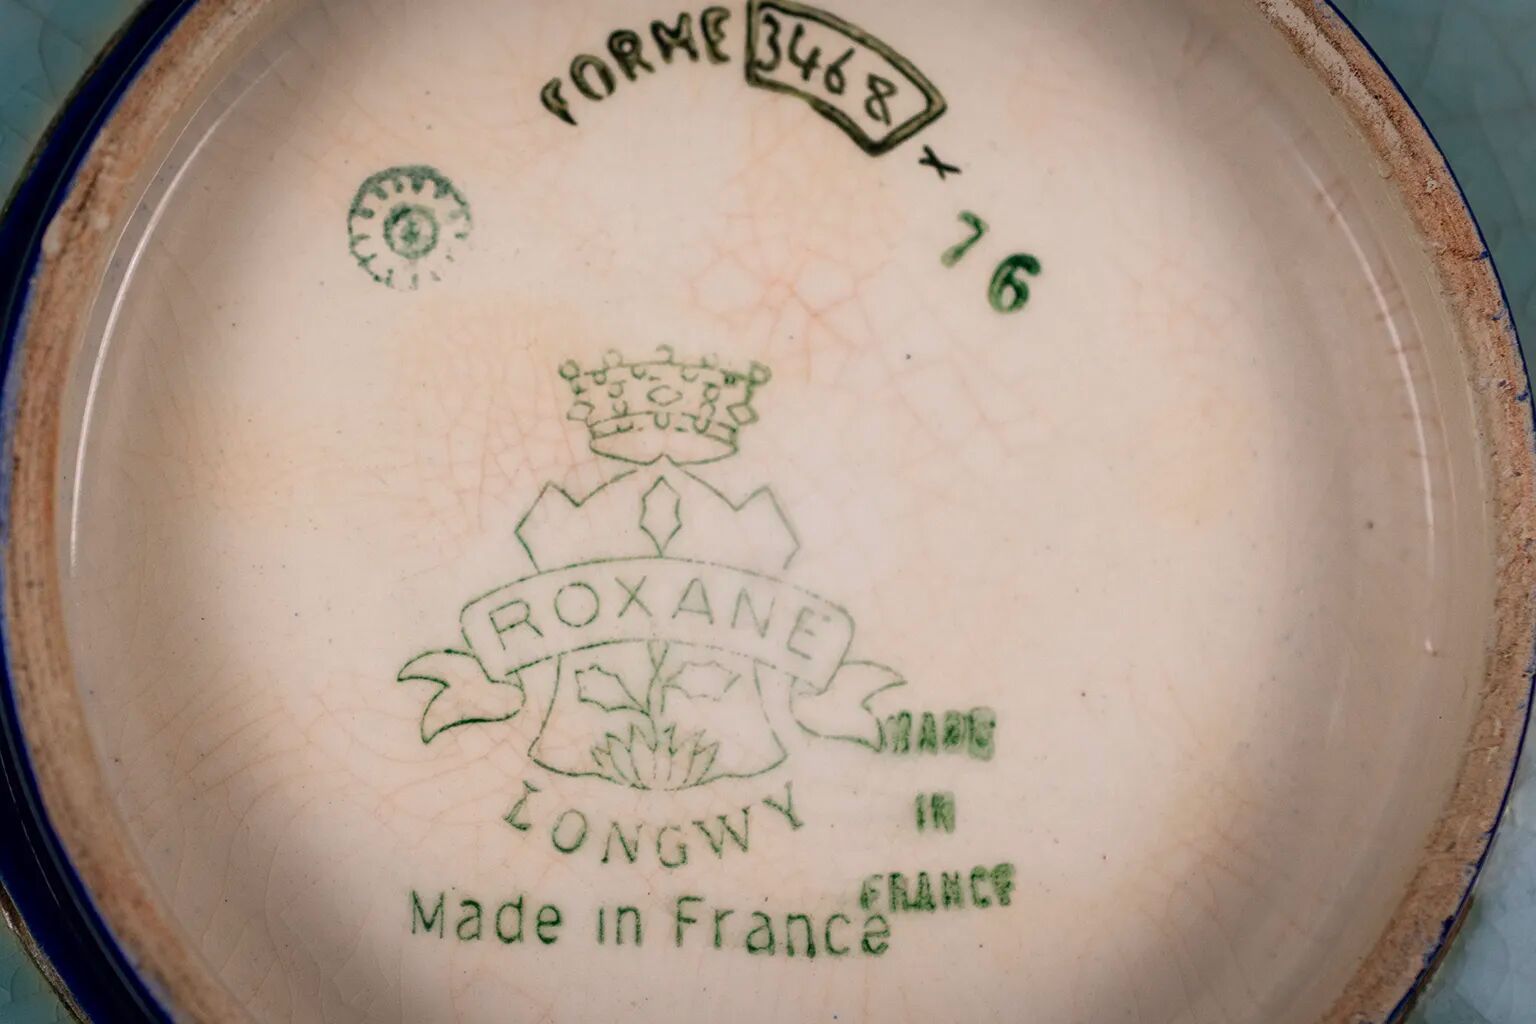 FORME 3468
x
76
ROXANE
LONGWY
MADE
IN
FRANCE
Made in France